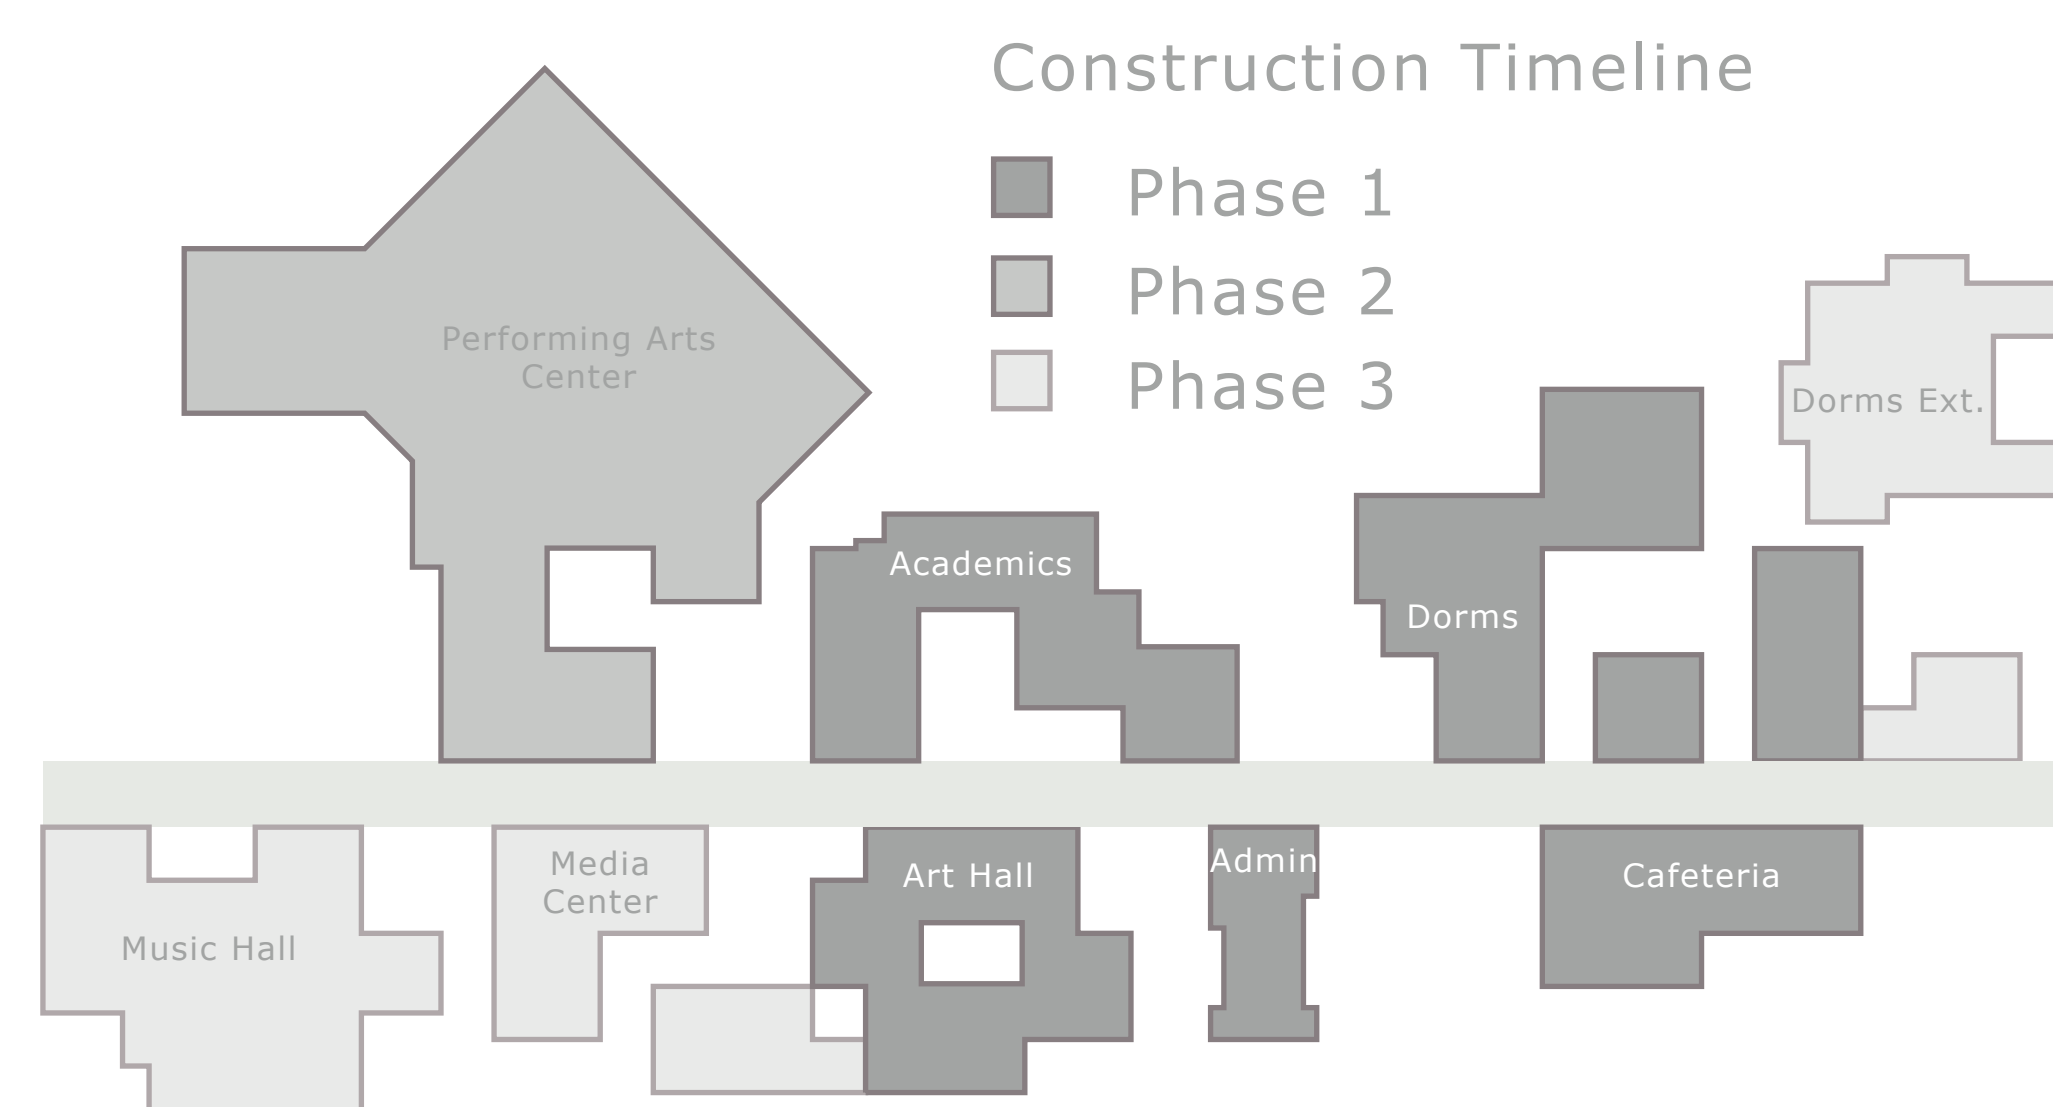 Construction Timeline
Phase 1
Phase 2
Phase 3
Performing Arts
Center
Dorms Ext.
Academics
Dorms
Media
Center
Art Hall
Admin
Cafeteria
Music Hall